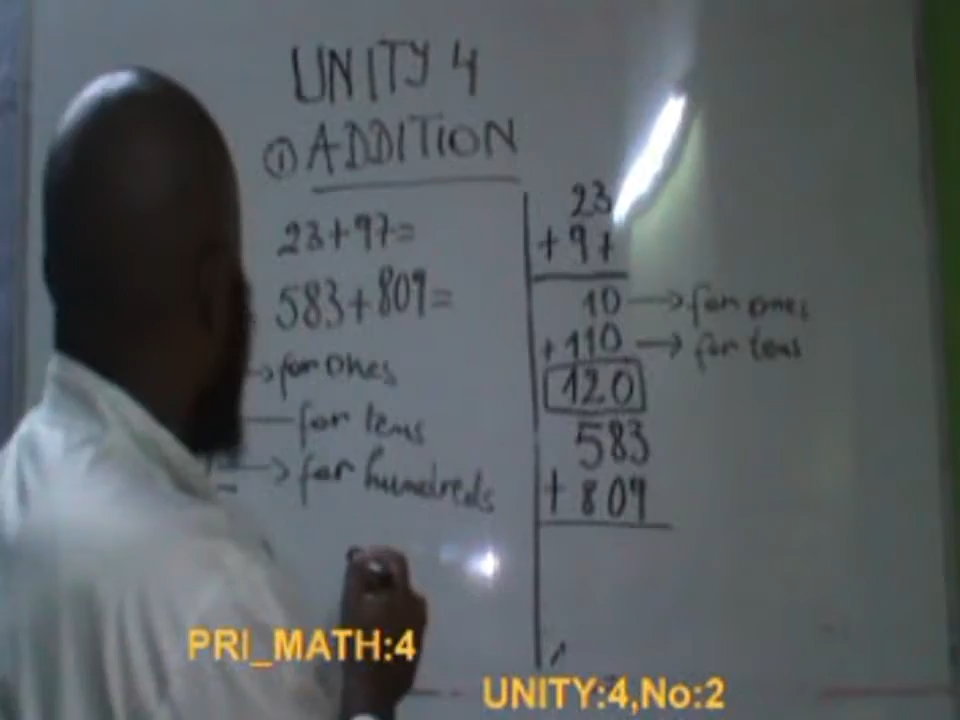 UNITY 4
① ADDITION
23+97=
583+809=
→for ones
for tens
→ for hundreds
23
+ 97
10 → for ones
+110 → for tens
120
583
+ 809
PRI_MATH:4
UNITY:4,No:2